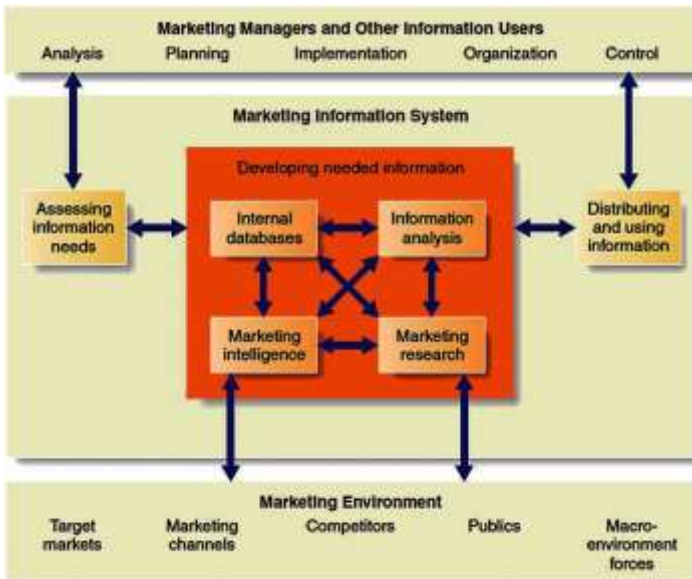 Marketing Managers and Other Information Users
Analysis Planning Implementation Organization Control
Marketing Information System
Developing needed information
Assessing
information
needs
Internal
databases
Information
analysis
Distributing
and using
information
Marketing
intelligence
Marketing
research
Marketing Environment
Target
markets
Marketing
channels
Competitors
Publics
Macro-
environment
forces